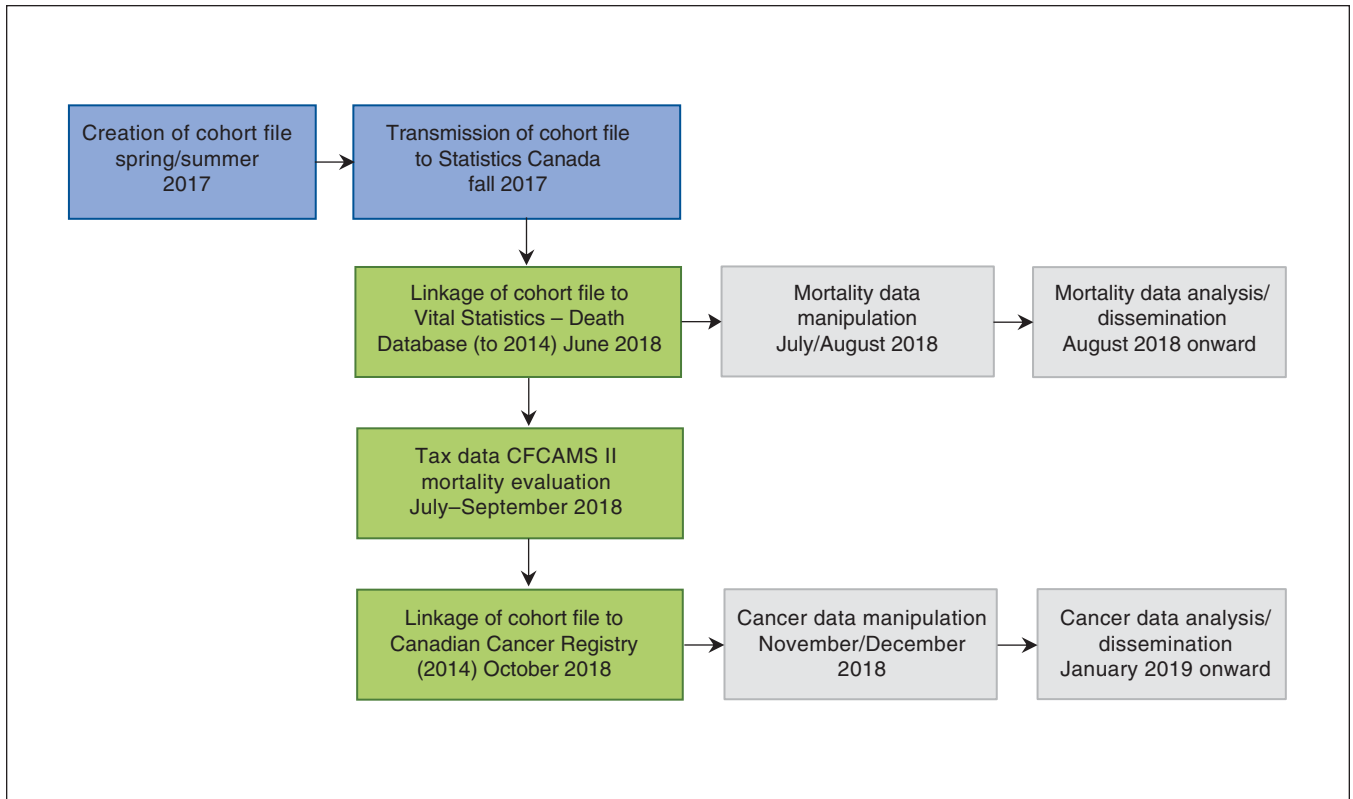 Creation of cohort file
spring/summer
2017
Transmission of cohort file
to Statistics Canada
fall 2017
Linkage of cohort file to
Vital Statistics – Death
Database (to 2014) June 2018
Mortality data
manipulation
July/August 2018
Mortality data analysis/
dissemination
August 2018 onward
Tax data CFCAMS II
mortality evaluation
July–September 2018
Linkage of cohort file to
Canadian Cancer Registry
(2014) October 2018
Cancer data manipulation
November/December
2018
Cancer data analysis/
dissemination
January 2019 onward